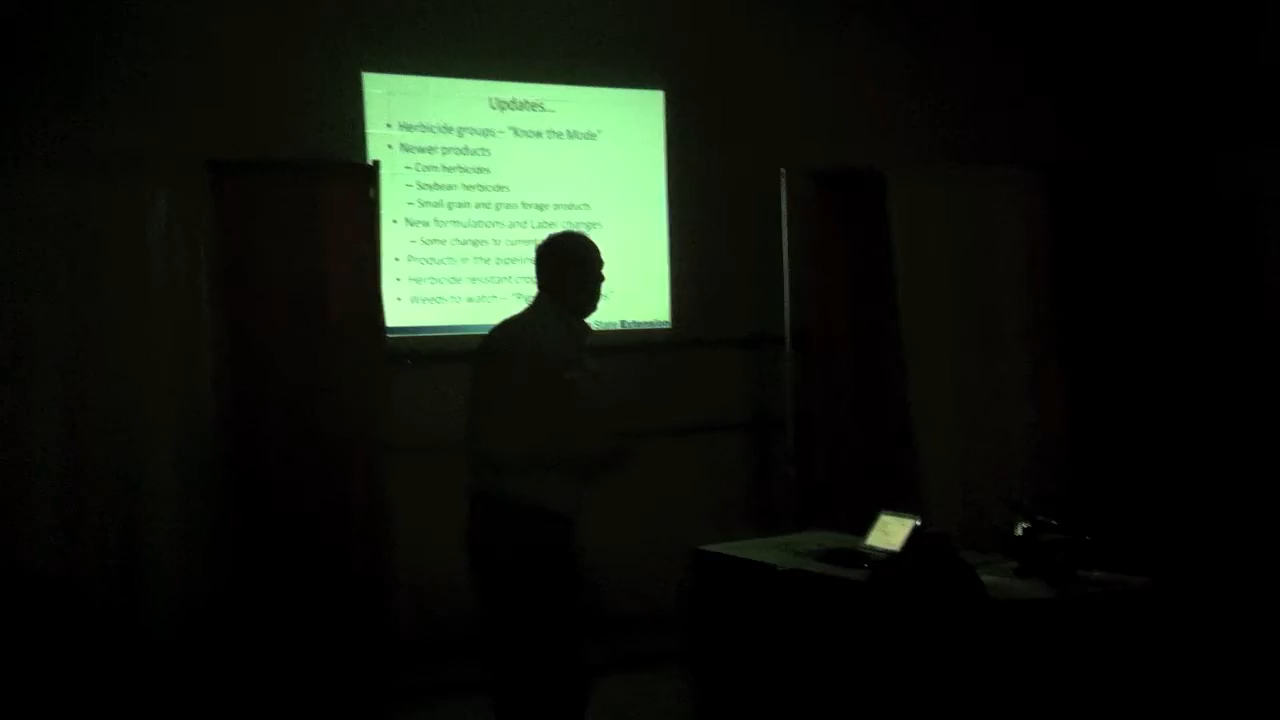 Updates...
• Herbicide groups – "Know the Mode"
• Newer products
– Corn herbicides
– Soybean herbicides
– Small grain and grass forage products
• New formulations and Label changes
– Some changes to current
• Products in the pipeline
• Herbicide resistant
• Weeds to watch –
State Extension